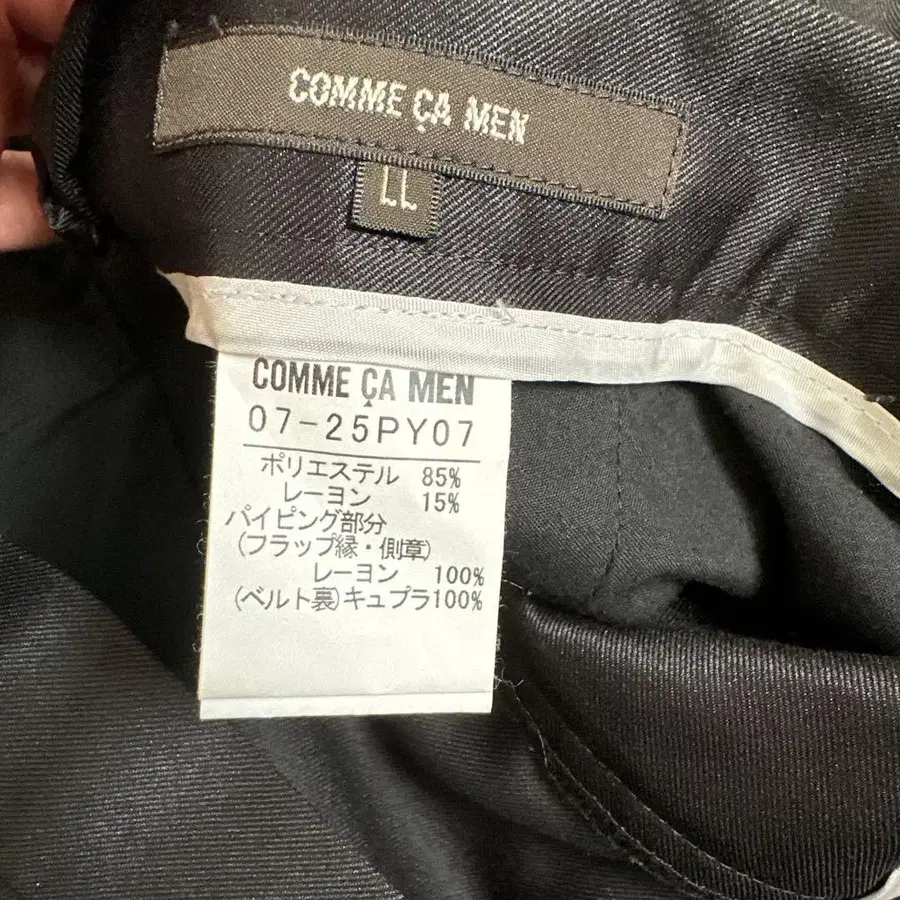 COMME ÇA MEN
LL
COMME ÇA MEN
07-25PY07
ポリエステル 85%
レーヨン 15%
パイピング部分
(フラップ縁・側章)
レーヨン 100%
(ベルト裏)キュプラ100%